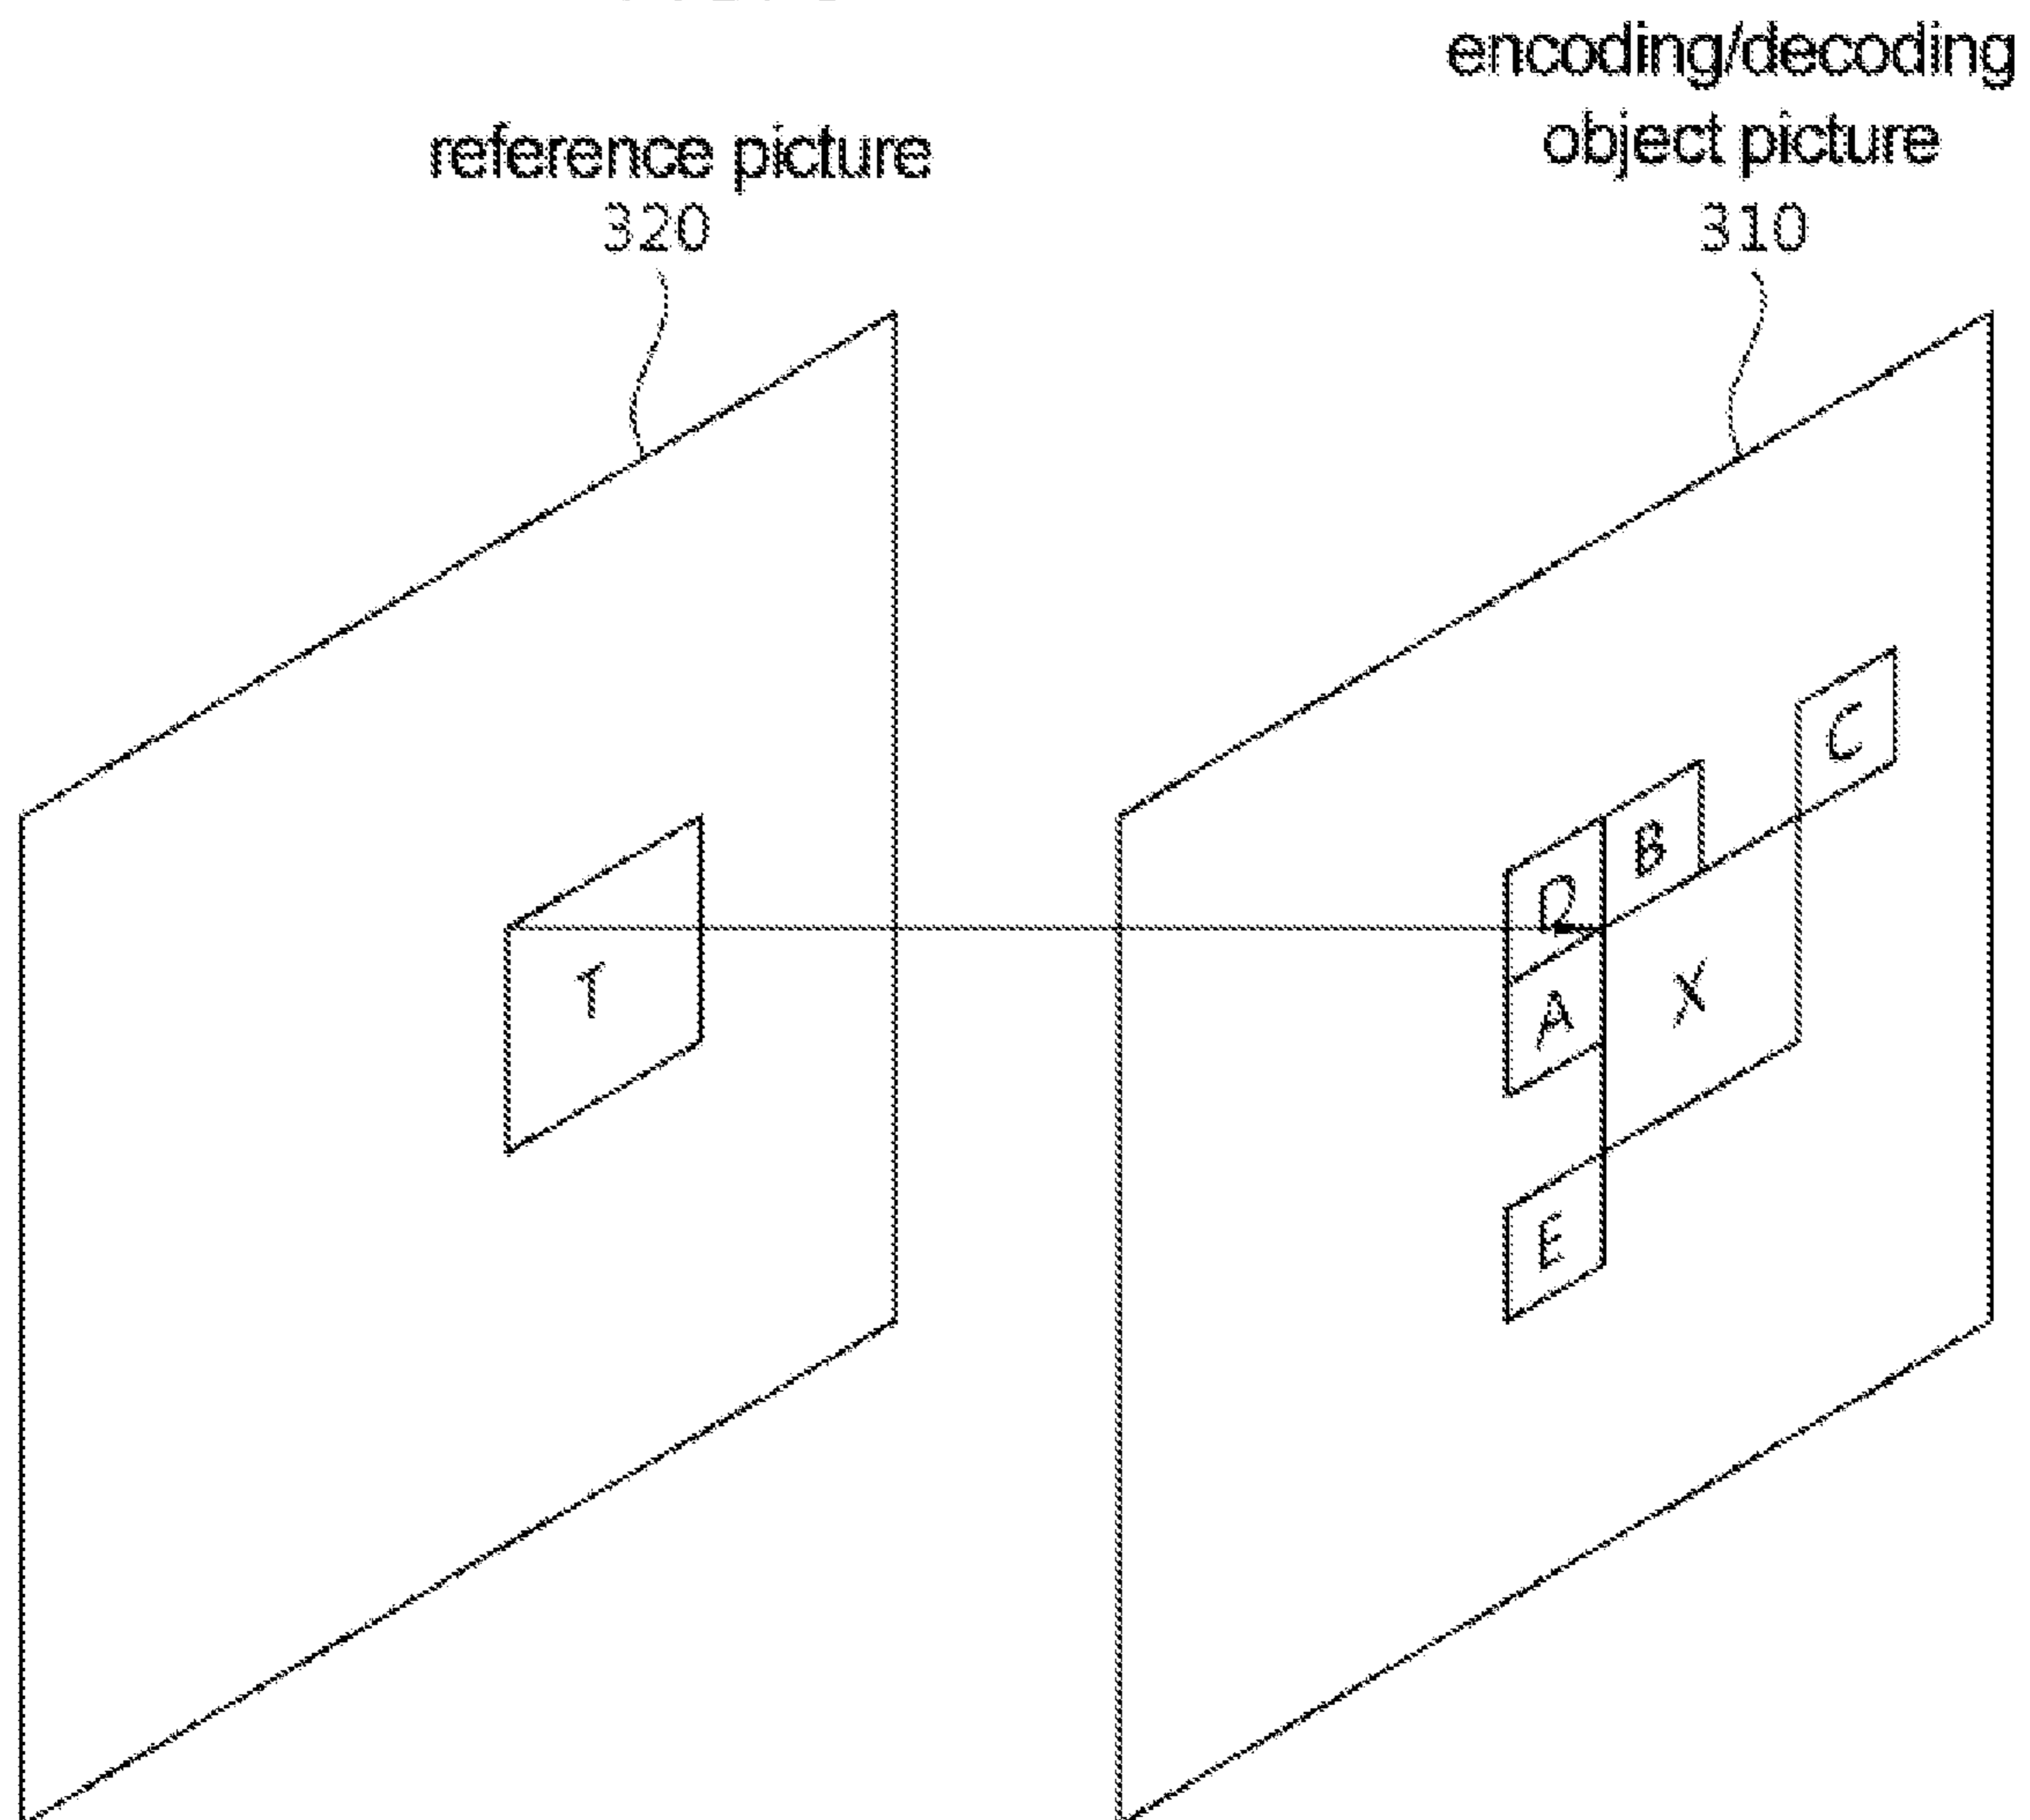 encoding/decoding
object picture
310
reference picture
320
C
B
D
T
A
X
E